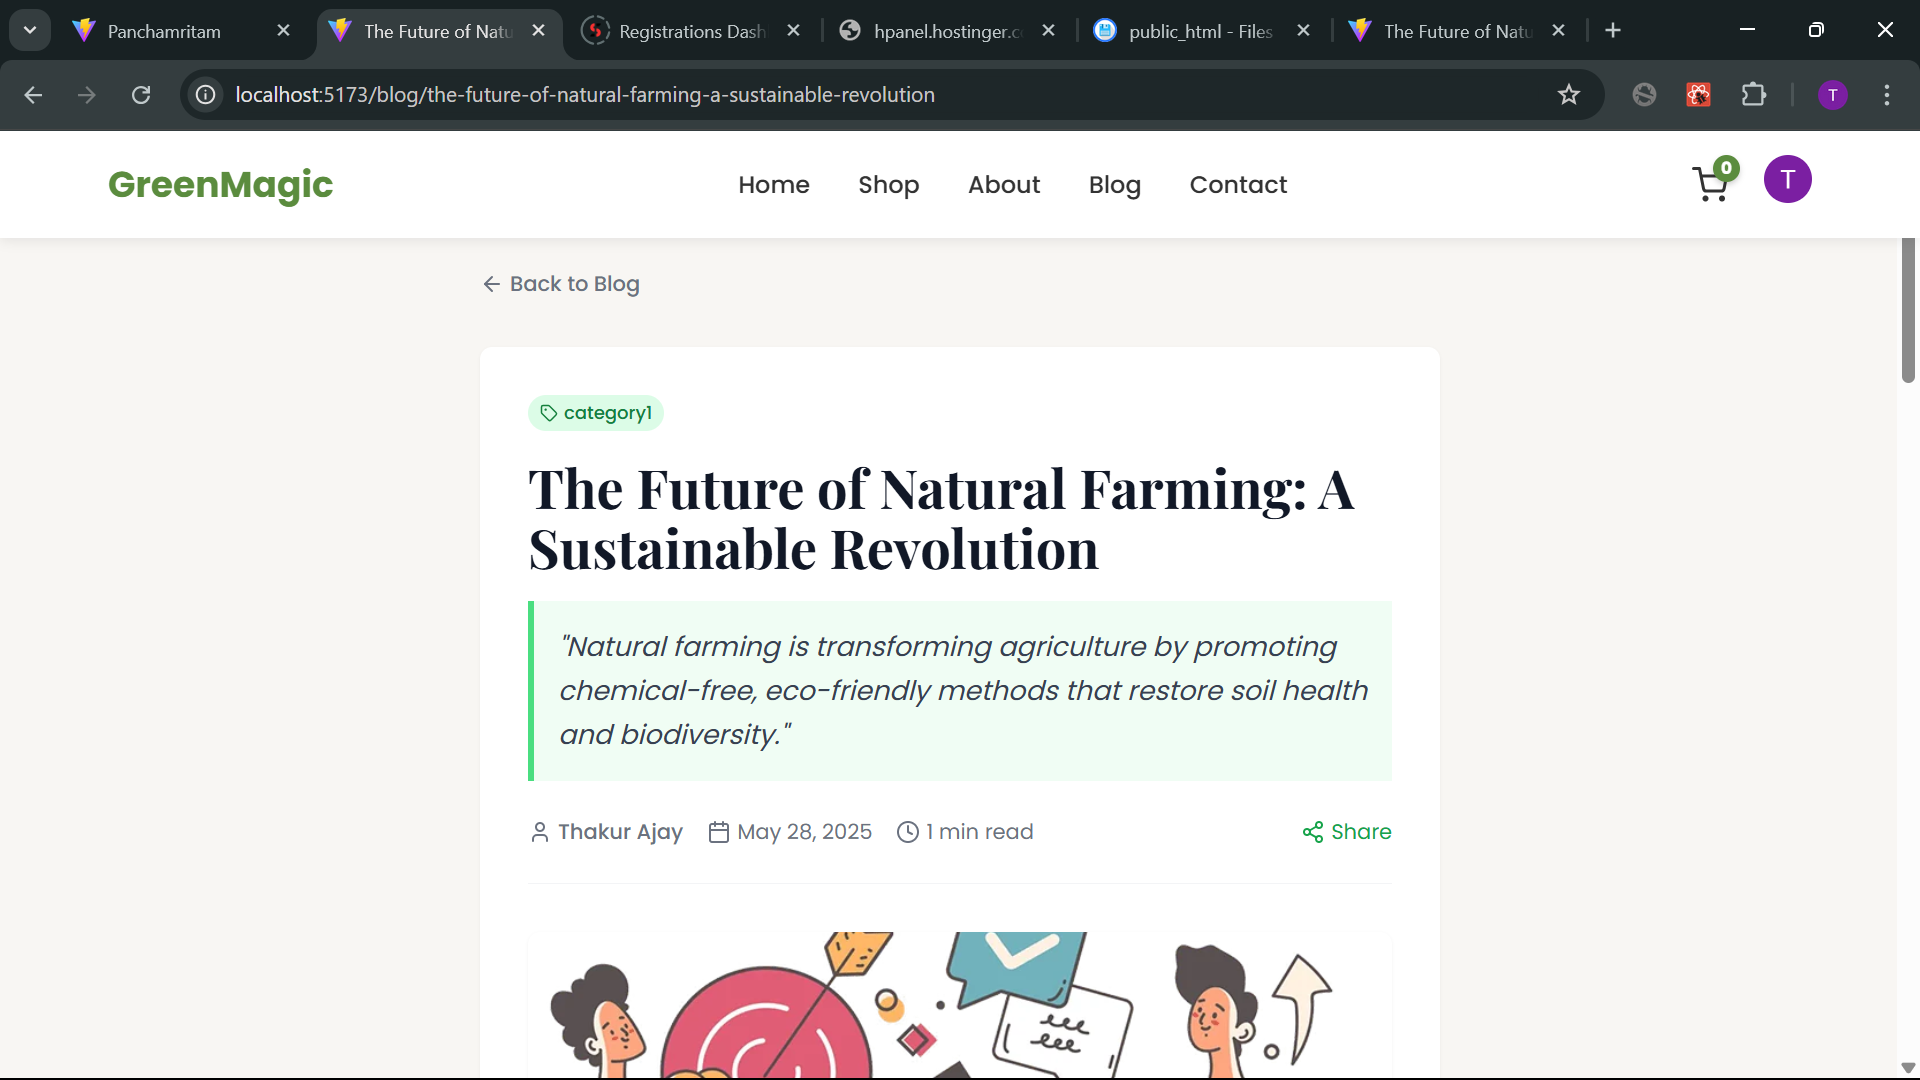 Panchamritam
The Future of Natu
Registrations Dash
hpanel.hostinger.c
public_html - Files
The Future of Natu
localhost:5173/blog/the-future-of-natural-farming-a-sustainable-revolution
T
GreenMagic
Home
Shop
About
Blog
Contact
0
T
Back to Blog
category1
The Future of Natural Farming: A
Sustainable Revolution
"Natural farming is transforming agriculture by promoting
chemical-free, eco-friendly methods that restore soil health
and biodiversity."
Thakur Ajay
May 28, 2025
1 min read
Share